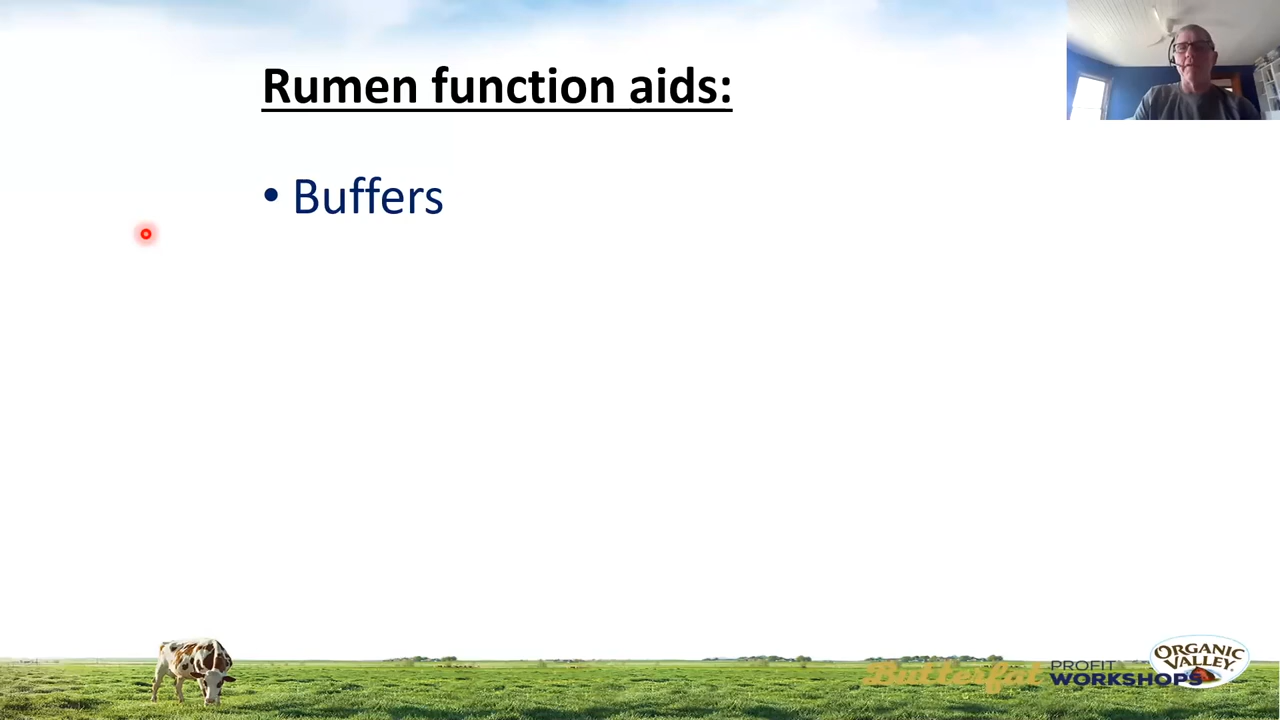 Rumen function aids:
• Buffers
Butterfat PROFIT WORKSHOPS
ORGANIC VALLEY